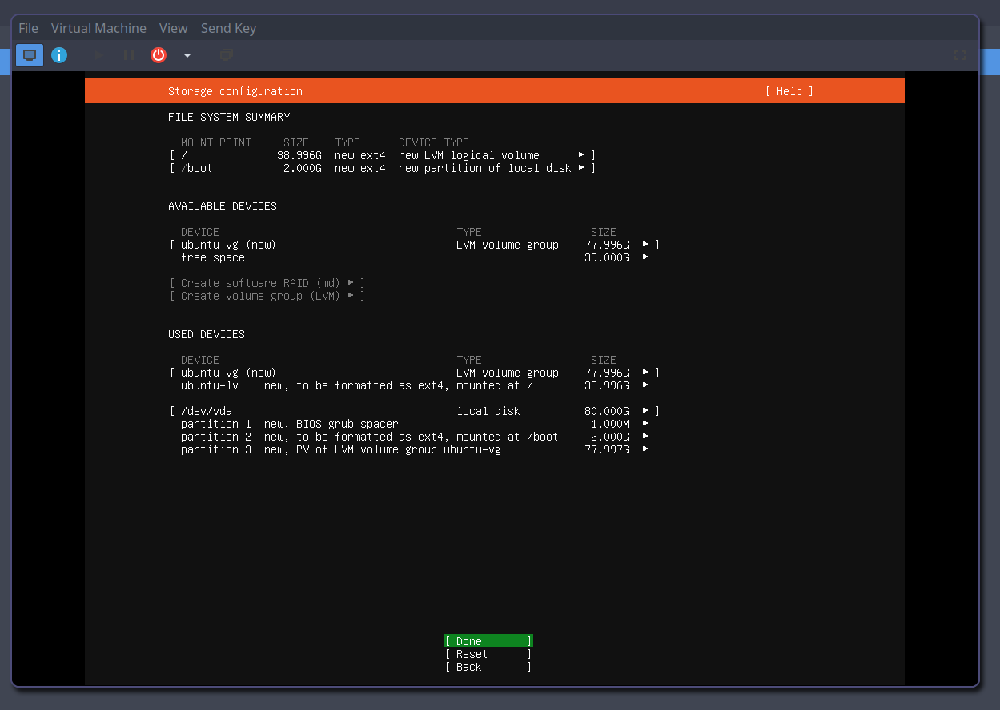 File Virtual Machine View Send Key
Storage configuration [ Help ]
FILE SYSTEM SUMMARY
MOUNT POINT SIZE TYPE DEVICE TYPE
[ / 38.996G new ext4 new LVM logical volume ▸ ]
[ /boot 2.000G new ext4 new partition of local disk ▸ ]
AVAILABLE DEVICES
DEVICE TYPE SIZE
[ ubuntu-vg (new) LVM volume group 77.996G ▸ ]
free space 39.000G ▸
[ Create software RAID (md) ▸ ]
[ Create volume group (LVM) ▸ ]
USED DEVICES
DEVICE TYPE SIZE
[ ubuntu-vg (new) LVM volume group 77.996G ▸ ]
ubuntu-lv new, to be formatted as ext4, mounted at / 38.996G ▸
[ /dev/vda local disk 80.000G ▸ ]
partition 1 new, BIOS grub spacer 1.000M ▸
partition 2 new, to be formatted as ext4, mounted at /boot 2.000G ▸
partition 3 new, PV of LVM volume group ubuntu-vg 77.997G ▸
[ Done ]
[ Reset ]
[ Back ]